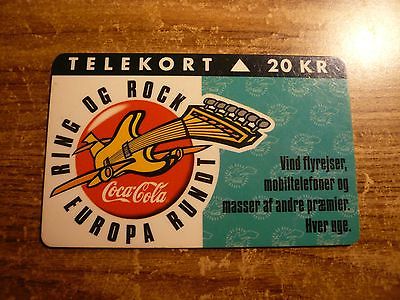 TELEKORT ▲ 20 KR
RING OG ROCK
Coca-Cola
EUROPA RUNDT
Vind flyrejser,
mobiltelefoner og
masser af andre præmier.
Hver uge.